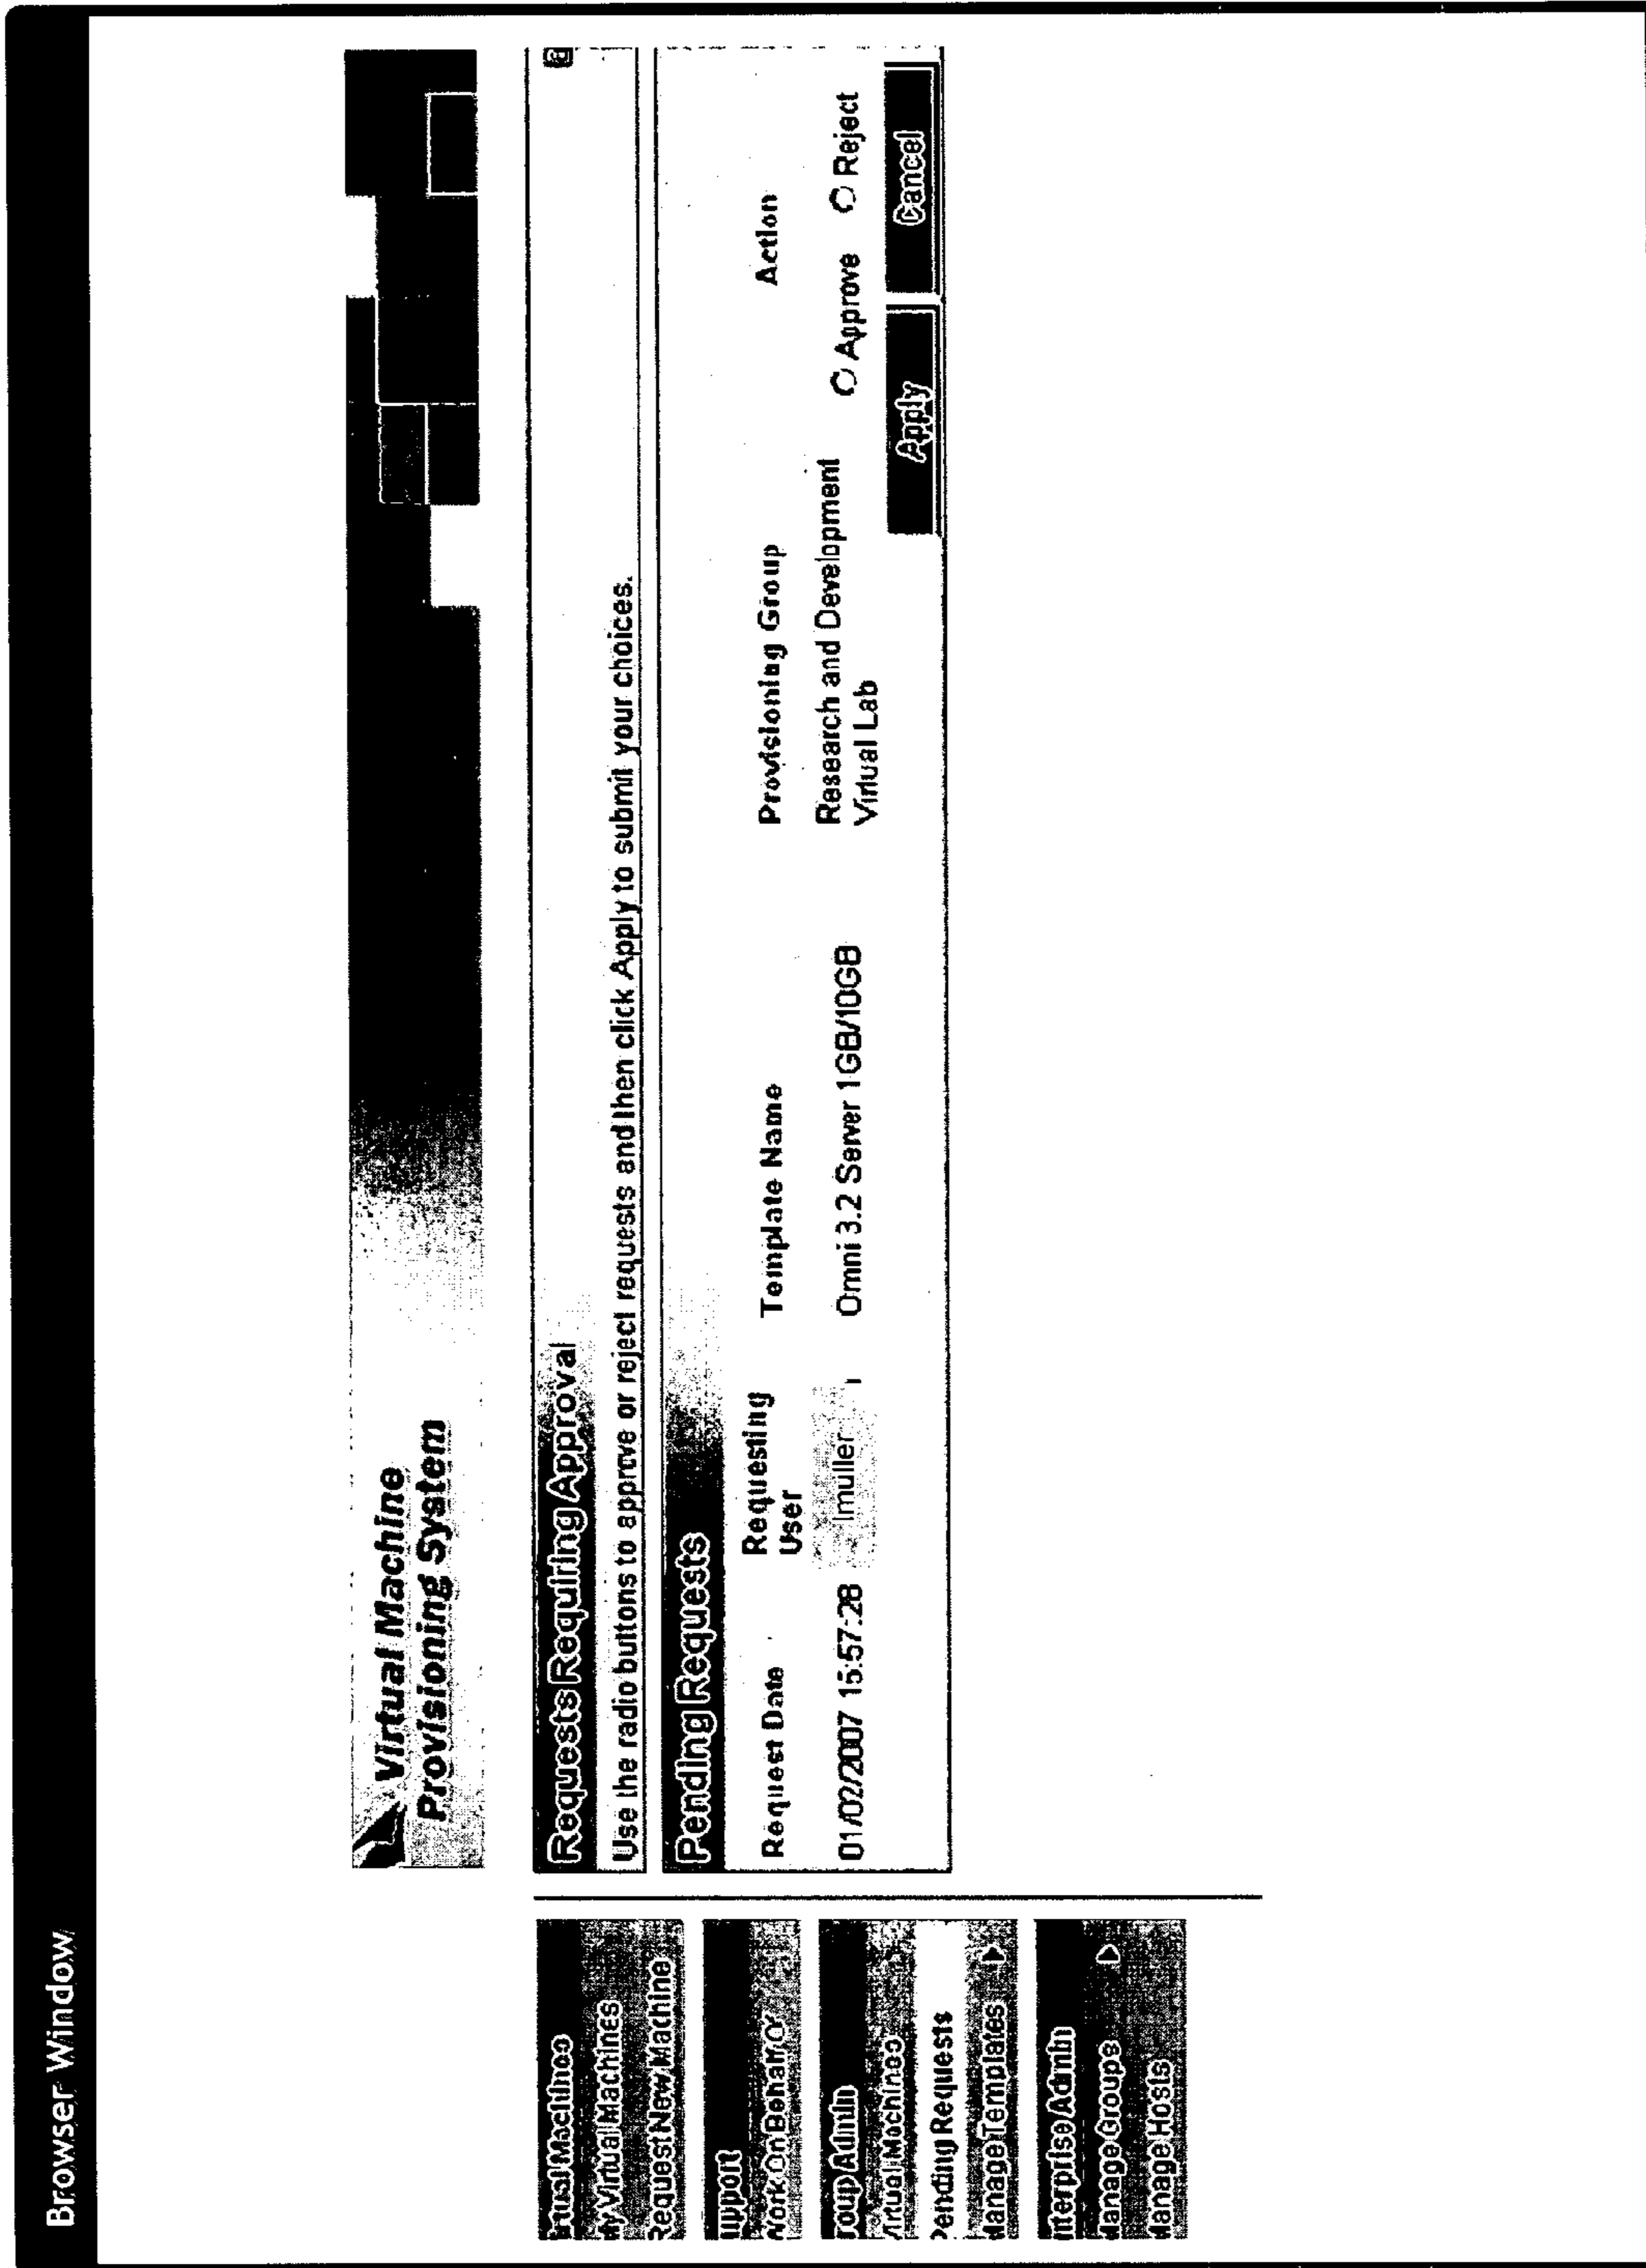 Browser Window
Virtual Machine
Provisioning System
My Virtual Machines
Request New Machine
Work On Behalf Of
Virtual Machines
Pending Requests
Manage Templates
Enterprise Admin
Manage Groups
Manage Hosts
Requests Requiring Approval
Use the radio buttons to approve or reject requests and then click Apply to submit your choices.
Pending Requests
Request Date Requesting User Template Name Provisioning Group Action
01/02/2007 15:57:28 lmuller Omni 3.2 Server 1GB/10GB Research and Development Virtual Lab Approve Reject
Apply Cancel